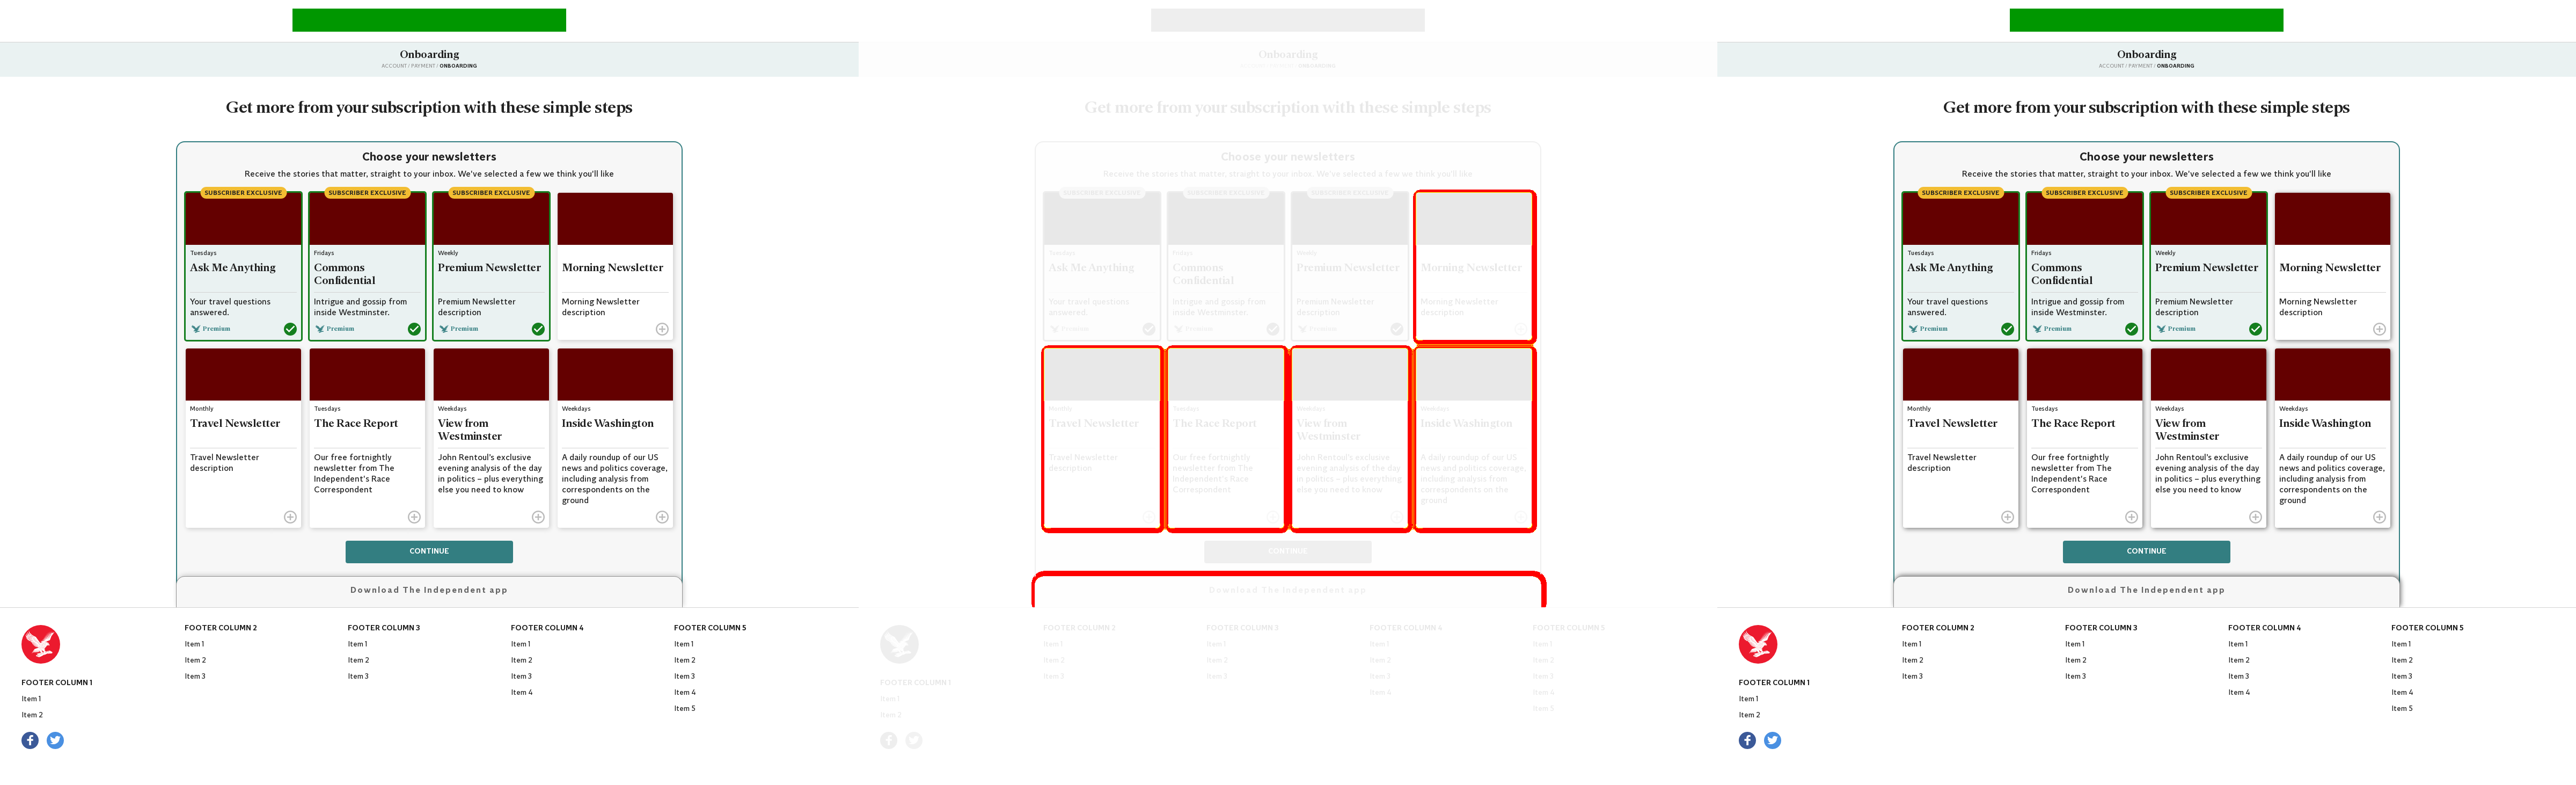 Onboarding
ACCOUNT / PAYMENT / ONBOARDING
Get more from your subscription with these simple steps
Choose your newsletters
Receive the stories that matter, straight to your inbox. We've selected a few we think you'll like
SUBSCRIBER EXCLUSIVE
Tuesdays
Ask Me Anything
Your travel questions
answered.
Premium
SUBSCRIBER EXCLUSIVE
Fridays
Commons
Confidential
Intrigue and gossip from
inside Westminster.
Premium
SUBSCRIBER EXCLUSIVE
Weekly
Premium Newsletter
Premium Newsletter
description
Premium
Morning Newsletter
Morning Newsletter
description
Monthly
Travel Newsletter
Travel Newsletter
description
Tuesdays
The Race Report
Our free fortnightly
newsletter from The
Independent's Race
Correspondent
Weekdays
View from
Westminster
John Rentoul's exclusive
evening analysis of the day
in politics – plus everything
else you need to know
Weekdays
Inside Washington
A daily roundup of our US
news and politics coverage,
including analysis from
correspondents on the
ground
CONTINUE
Download The Independent app
FOOTER COLUMN 1
Item 1
Item 2
FOOTER COLUMN 2
Item 1
Item 2
Item 3
FOOTER COLUMN 3
Item 1
Item 2
Item 3
FOOTER COLUMN 4
Item 1
Item 2
Item 3
Item 4
FOOTER COLUMN 5
Item 1
Item 2
Item 3
Item 4
Item 5
Onboarding
ONBOARDING
Get more from your subscription with these simple steps
Choose your newsletters
Receive the stories that matter, straight to your inbox. We've selected a few we think you'll like
SUBSCRIBER EXCLUSIVE
Tuesdays
Ask Me Anything
Your travel questions
answered.
Premium
SUBSCRIBER EXCLUSIVE
Fridays
Commons
Confidential
Intrigue and gossip from
inside Westminster.
Premium
SUBSCRIBER EXCLUSIVE
Weekly
Premium Newsletter
Premium Newsletter
description
Premium
Morning Newsletter
Morning Newsletter
description
Monthly
Travel Newsletter
Travel Newsletter
description
Tuesdays
The Race Report
Our free fortnightly
newsletter from The
Independent's Race
Correspondent
Weekdays
View from
Westminster
John Rentoul's exclusive
evening analysis of the day
in politics – plus everything
else you need to know
Weekdays
Inside Washington
A daily roundup of our US
news and politics coverage,
including analysis from
correspondents on the
ground
CONTINUE
Download The Independent app
FOOTER COLUMN 1
Item 1
Item 2
FOOTER COLUMN 2
Item 1
Item 2
Item 3
FOOTER COLUMN 3
Item 1
Item 2
Item 3
FOOTER COLUMN 4
Item 1
Item 2
Item 3
Item 4
FOOTER COLUMN 5
Item 1
Item 2
Item 3
Item 4
Item 5
Onboarding
ACCOUNT / PAYMENT / ONBOARDING
Get more from your subscription with these simple steps
Choose your newsletters
Receive the stories that matter, straight to your inbox. We've selected a few we think you'll like
SUBSCRIBER EXCLUSIVE
Tuesdays
Ask Me Anything
Your travel questions
answered.
Premium
SUBSCRIBER EXCLUSIVE
Fridays
Commons
Confidential
Intrigue and gossip from
inside Westminster.
Premium
SUBSCRIBER EXCLUSIVE
Weekly
Premium Newsletter
Premium Newsletter
description
Premium
Morning Newsletter
Morning Newsletter
description
Monthly
Travel Newsletter
Travel Newsletter
description
Tuesdays
The Race Report
Our free fortnightly
newsletter from The
Independent's Race
Correspondent
Weekdays
View from
Westminster
John Rentoul's exclusive
evening analysis of the day
in politics – plus everything
else you need to know
Weekdays
Inside Washington
A daily roundup of our US
news and politics coverage,
including analysis from
correspondents on the
ground
CONTINUE
Download The Independent app
FOOTER COLUMN 1
Item 1
Item 2
FOOTER COLUMN 2
Item 1
Item 2
Item 3
FOOTER COLUMN 3
Item 1
Item 2
Item 3
FOOTER COLUMN 4
Item 1
Item 2
Item 3
Item 4
FOOTER COLUMN 5
Item 1
Item 2
Item 3
Item 4
Item 5